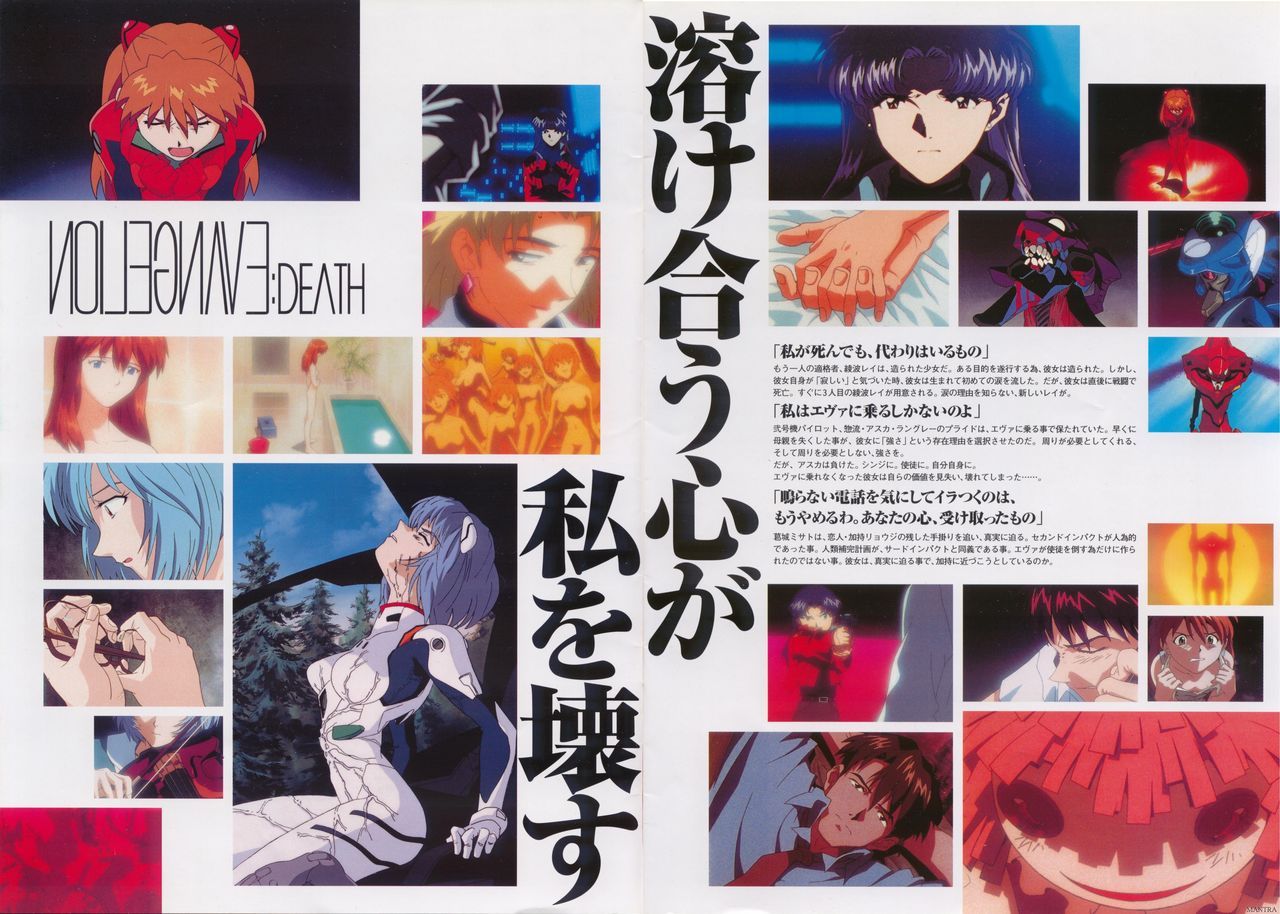 溶け合う心が
私を壊す
EVANGELION
:DEATH
「私が死んでも、代わりはいるもの」
もう一人の適格者、綾波レイは、造られた少女だ。ある目的を遂行する為、彼女は造られた。しかし、
彼女自身が「寂しい」と気づいた時、彼女は生まれて初めての涙を流した。だが、彼女は直後に戦闘で
死亡。すぐに3人目の綾波レイが用意される。涙の理由を知らない、新しいレイが。
「私はエヴァに乗るしかないのよ」
弐号機パイロット、惣流・アスカ・ラングレーのプライドは、エヴァに乗る事で保たれていた。早くに
母親を失くした事が、彼女に「強さ」という存在理由を選択させたのだ。周りが必要としてくれる、
そして周りを必要としない、強さを。
だが、アスカは負けた。シンジに。使徒に。自分自身に。
エヴァに乗れなくなった彼女は自らの価値を見失い、壊れてしまった……。
「鳴らない電話を気にしてイラつくのは、
もうやめるわ。あなたの心、受け取ったもの」
葛城ミサトは、恋人・加持リョウジの残した手掛りを追い、真実に迫る。セカンドインパクトが人為的
であった事。人類補完計画が、サードインパクトと同義である事。エヴァが使徒を倒す為だけに作ら
れたのではない事。彼女は、真実に迫る事で、加持に近づこうとしているのか。
MANTRA